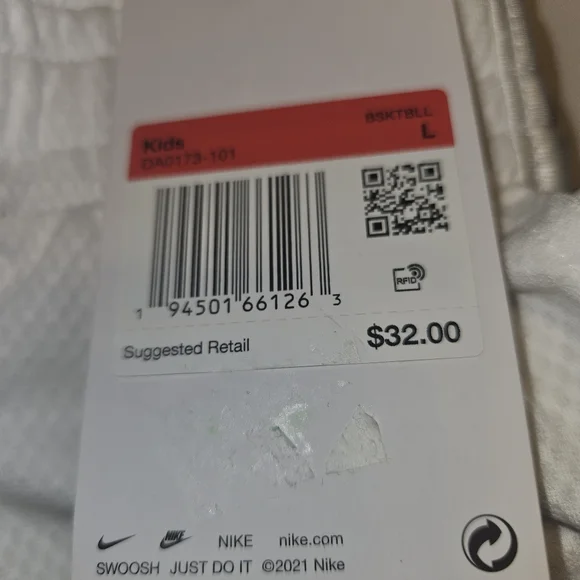 BSKTBLL
Kids L
DA0173-101
RFID
1 94501 66126 3
Suggested Retail $32.00
NIKE NIKE nike.com
SWOOSH JUST DO IT ©2021 Nike